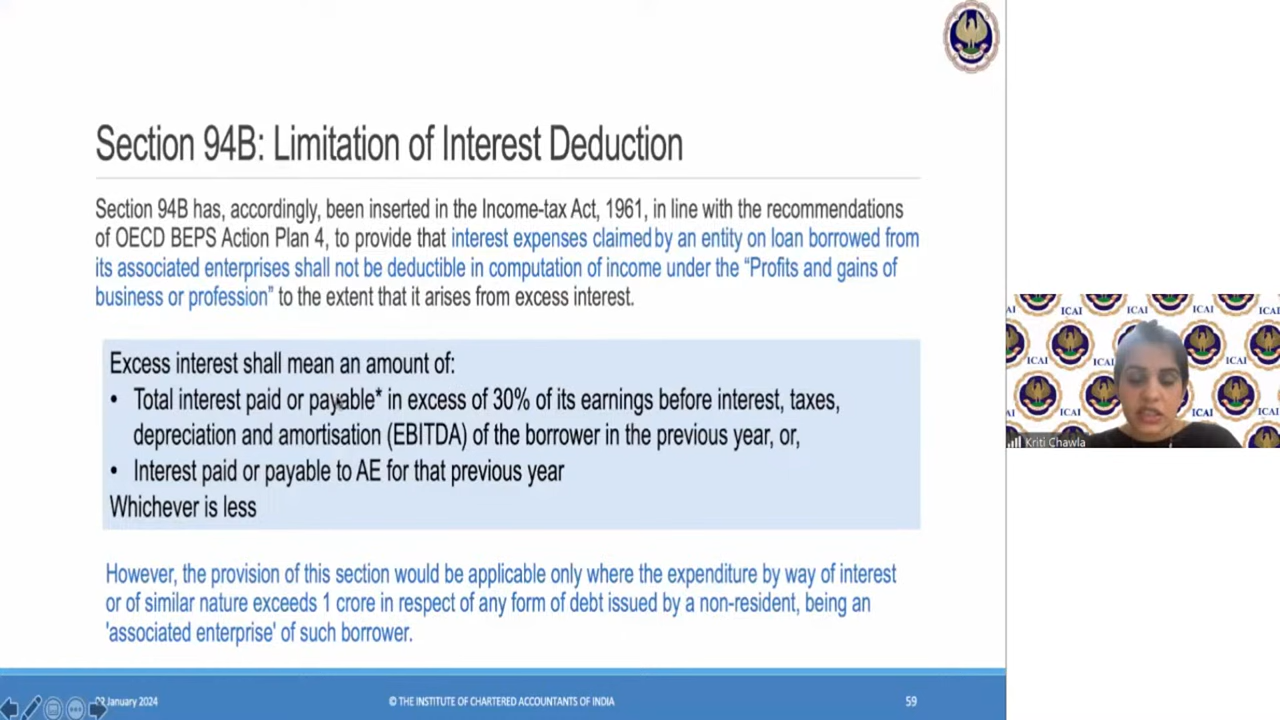 Section 94B: Limitation of Interest Deduction
Section 94B has, accordingly, been inserted in the Income-tax Act, 1961, in line with the recommendations
of OECD BEPS Action Plan 4, to provide that interest expenses claimed by an entity on loan borrowed from
its associated enterprises shall not be deductible in computation of income under the “Profits and gains of
business or profession” to the extent that it arises from excess interest.
Excess interest shall mean an amount of:
• Total interest paid or payable* in excess of 30% of its earnings before interest, taxes,
depreciation and amortisation (EBITDA) of the borrower in the previous year, or,
• Interest paid or payable to AE for that previous year
Whichever is less
However, the provision of this section would be applicable only where the expenditure by way of interest
or of similar nature exceeds 1 crore in respect of any form of debt issued by a non-resident, being an
'associated enterprise' of such borrower.
January 2024
© THE INSTITUTE OF CHARTERED ACCOUNTANTS OF INDIA
59
ICAI
ICAI
ICAI
ICAI
ICAI
Kriti Chawla